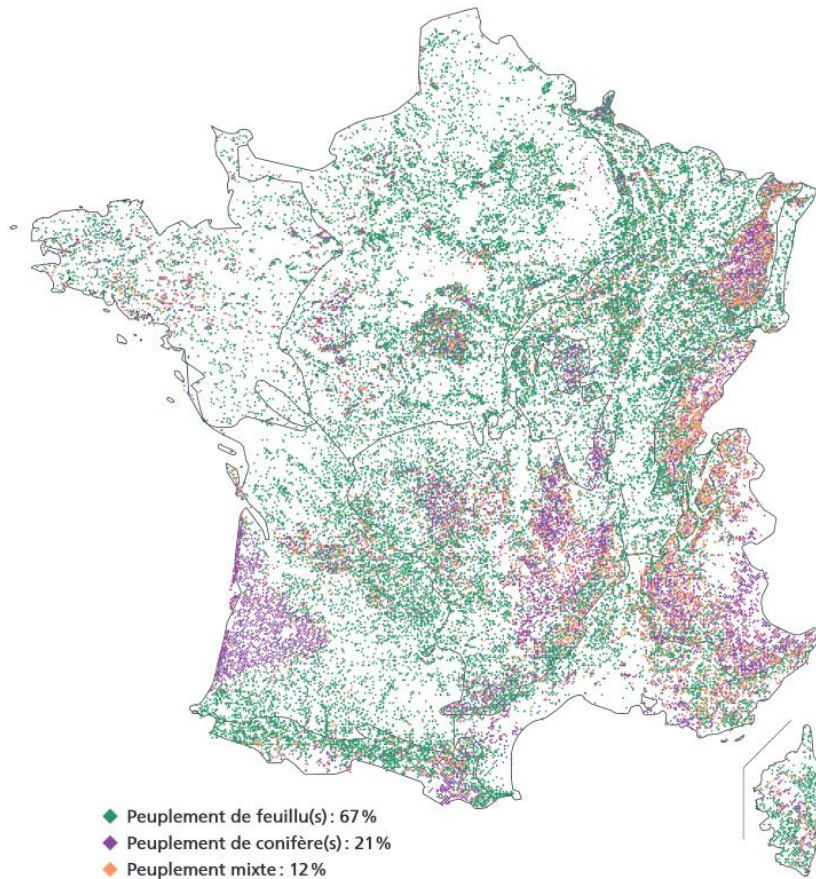 Peuplement de feuillu(s) : 67 %
Peuplement de conifère(s) : 21 %
Peuplement mixte : 12 %